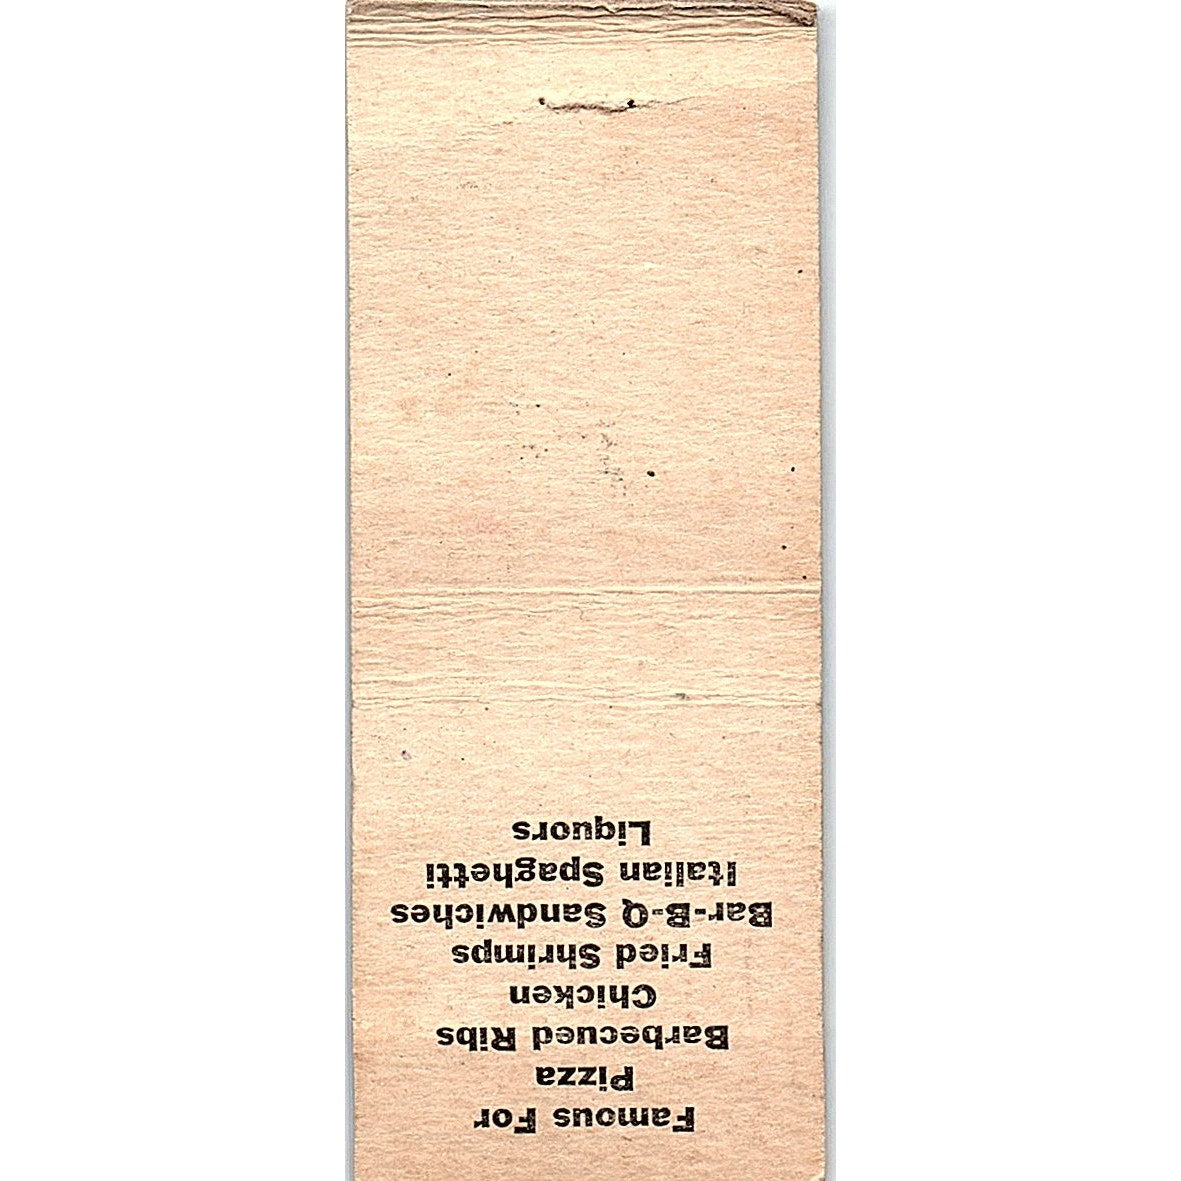 Famous For
Pizza
Barbecued Ribs
Chicken
Fried Shrimps
Bar-B-Q Sandwiches
Italian Spaghetti
Liquors